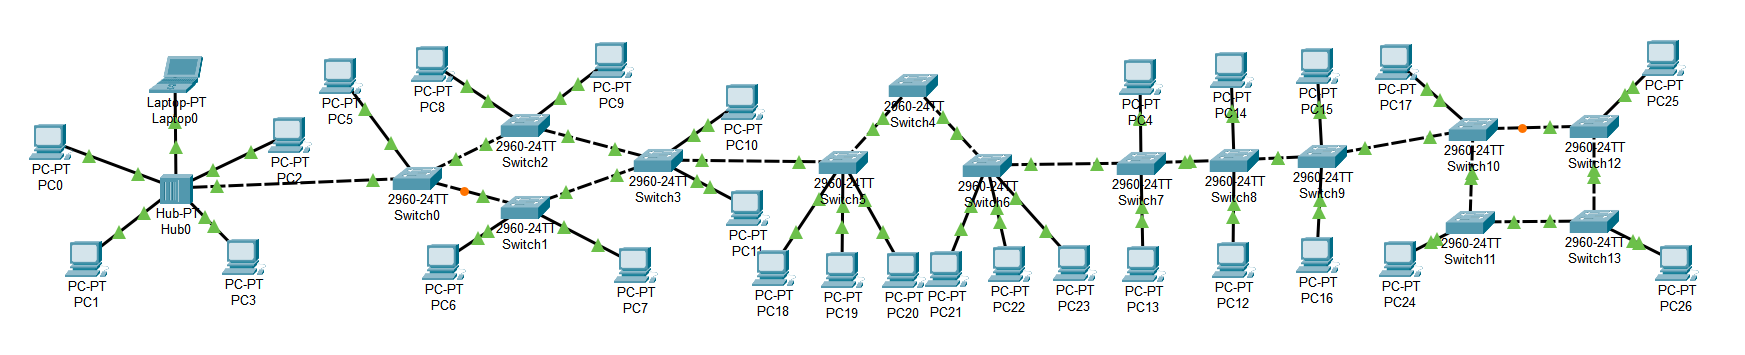 Laptop-PT
Laptop0
PC-PT
PC0
PC-PT
PC2
Hub-PT
Hub0
PC-PT
PC1
PC-PT
PC3
PC-PT
PC5
PC-PT
PC8
PC-PT
PC9
2960-24TT
Switch2
2960-24TT
Switch0
2960-24TT
Switch1
PC-PT
PC6
PC-PT
PC7
PC-PT
PC10
2960-24TT
Switch3
PC-PT
PC11
2960-24TT
Switch4
2960-24TT
Switch5
PC-PT
PC18
PC-PT
PC19
PC-PT
PC20
2960-24TT
Switch6
PC-PT
PC21
PC-PT
PC22
PC-PT
PC23
PC-PT
PC4
2960-24TT
Switch7
PC-PT
PC13
PC-PT
PC14
2960-24TT
Switch8
PC-PT
PC12
PC-PT
PC15
2960-24TT
Switch9
PC-PT
PC16
PC-PT
PC17
2960-24TT
Switch10
PC-PT
PC25
2960-24TT
Switch12
2960-24TT
Switch11
PC-PT
PC24
2960-24TT
Switch13
PC-PT
PC26